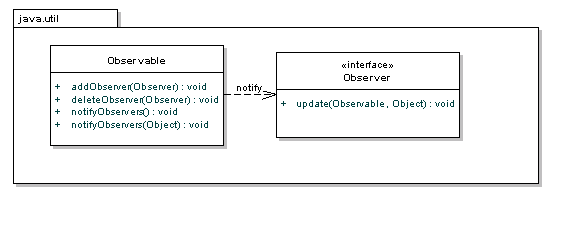 java.util
Observable
+ addObserver(Observer) : void
+ deleteObserver(Observer) : void
+ notifyObservers() : void
+ notifyObservers(Object) : void
notify
«interface»
Observer
+ update(Observable, Object) : void